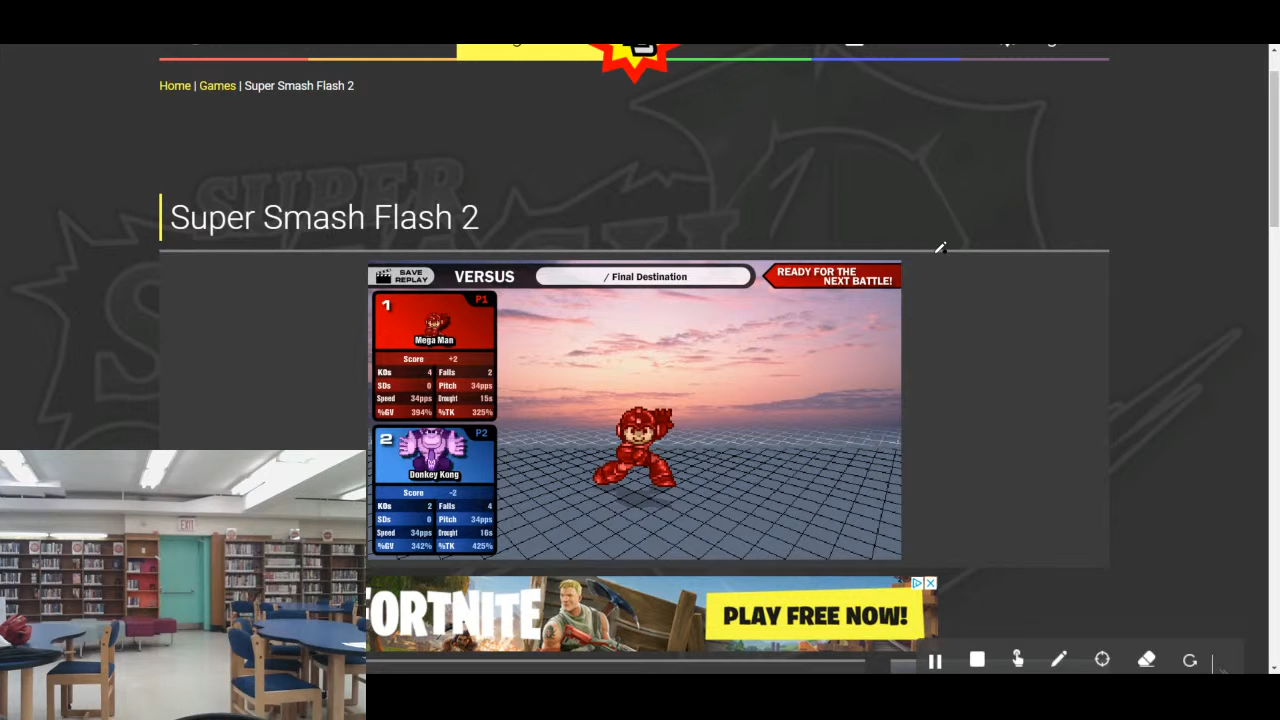 Home | Games | Super Smash Flash 2
Super Smash Flash 2
SAVE REPLAY
VERSUS
/ Final Destination
READY FOR THE
NEXT BATTLE!
1 P1
Mega Man
Score +2
KOs 4 Falls 2
SDs 0 Pitch 34pps
Speed 34pps Drought 15s
%GV 394% %TK 325%
2 P2
Donkey Kong
Score -2
KOs 2 Falls 4
SDs 0 Pitch 34pps
Speed 34pps Drought 16s
%GV 342% %TK 425%
EXIT
FORTNITE
PLAY FREE NOW!